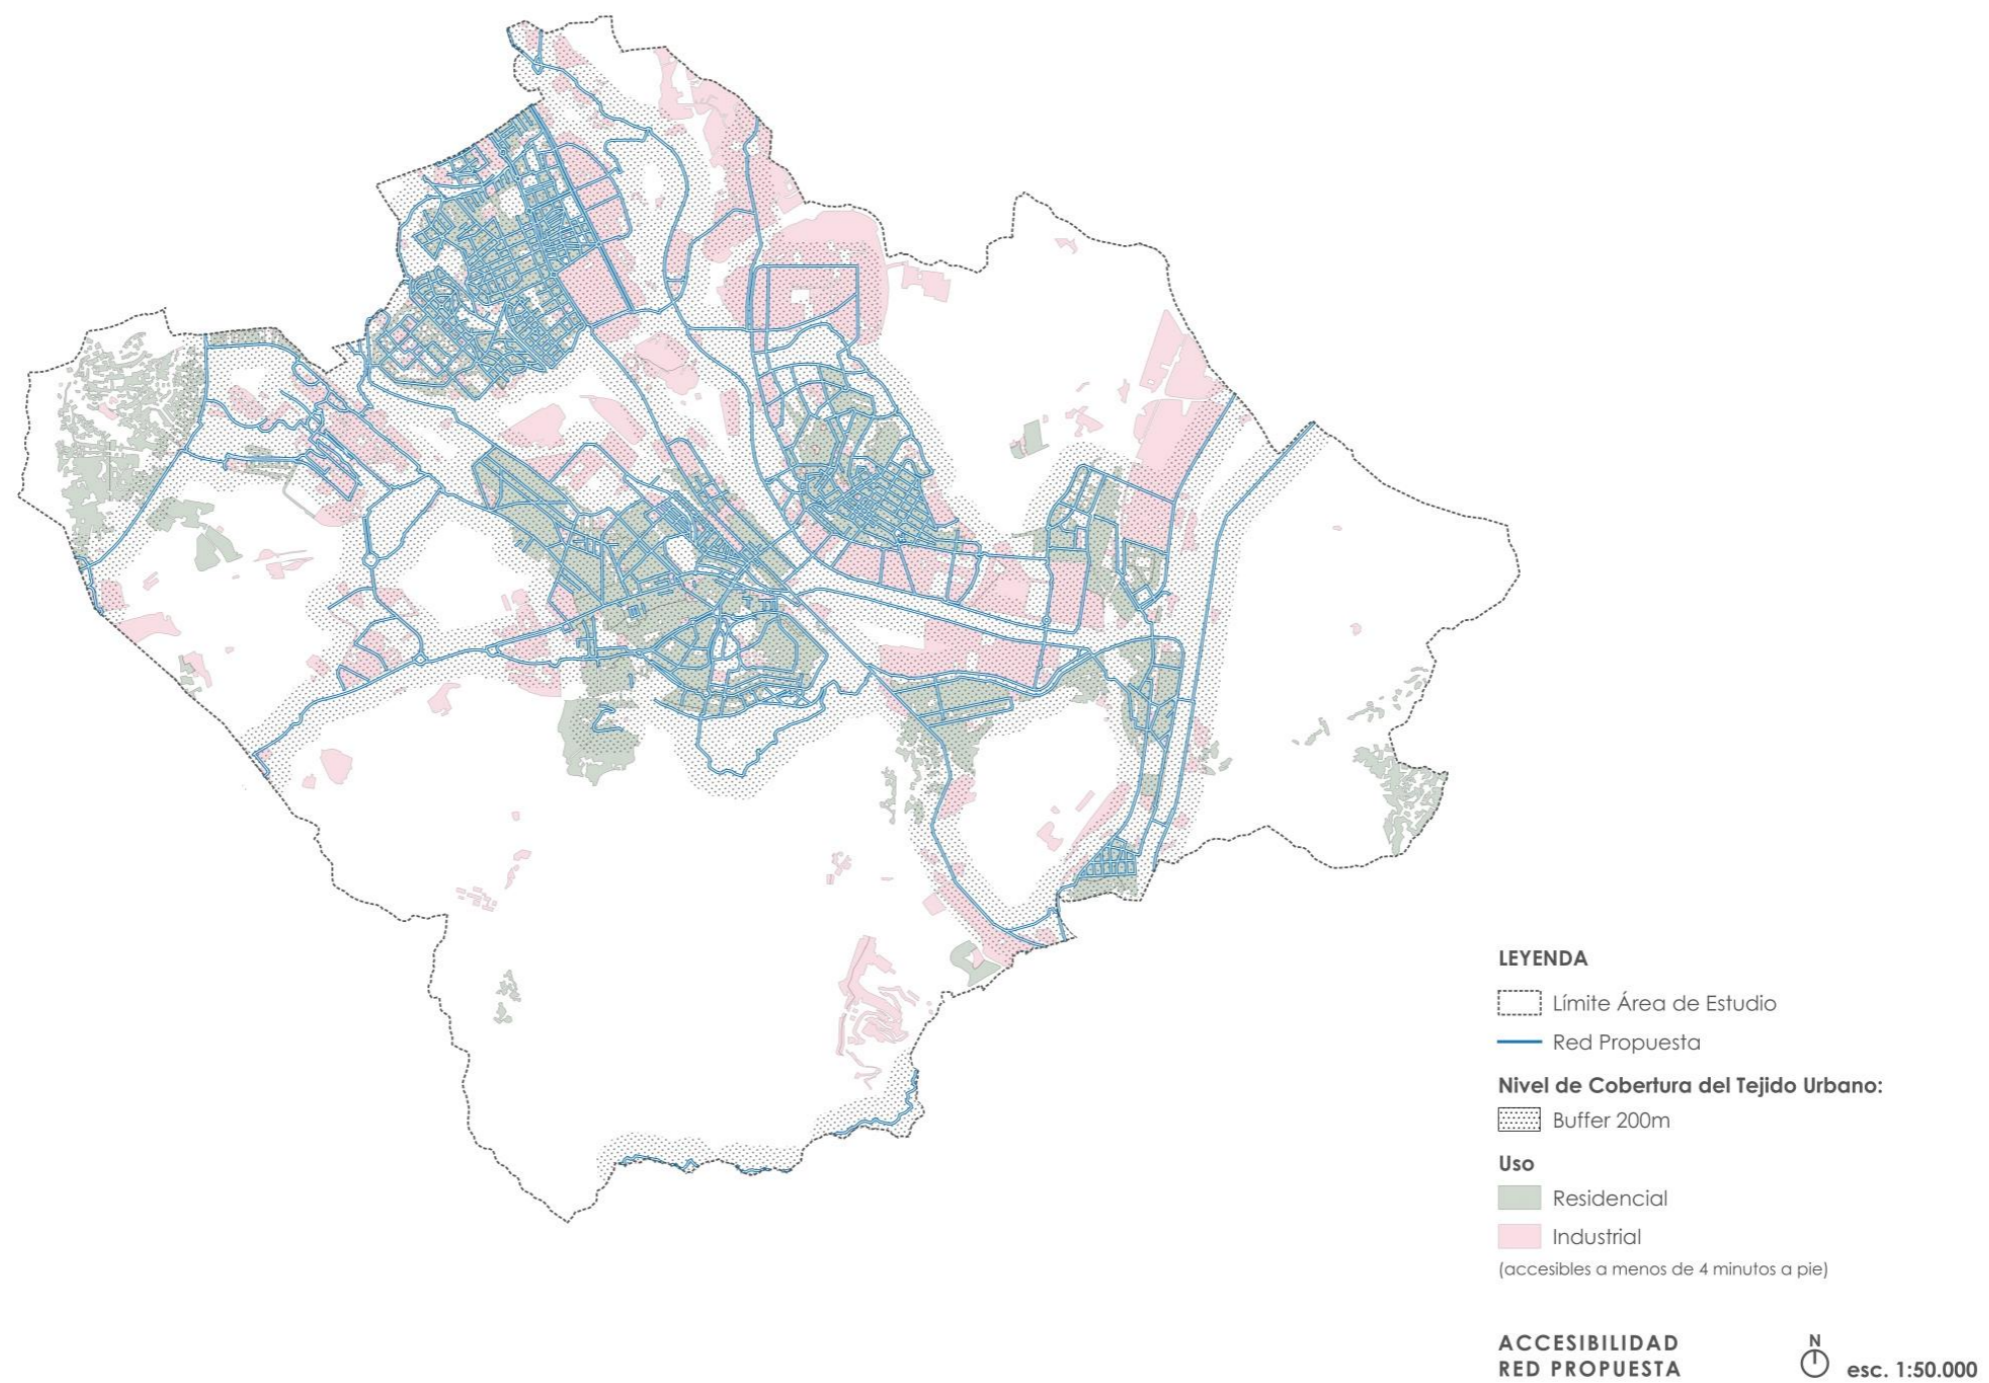 LEYENDA
Límite Área de Estudio
Red Propuesta
Nivel de Cobertura del Tejido Urbano:
Buffer 200m
Uso
Residencial
Industrial
(accesibles a menos de 4 minutos a pie)
ACCESIBILIDAD
RED PROPUESTA
N
esc. 1:50.000